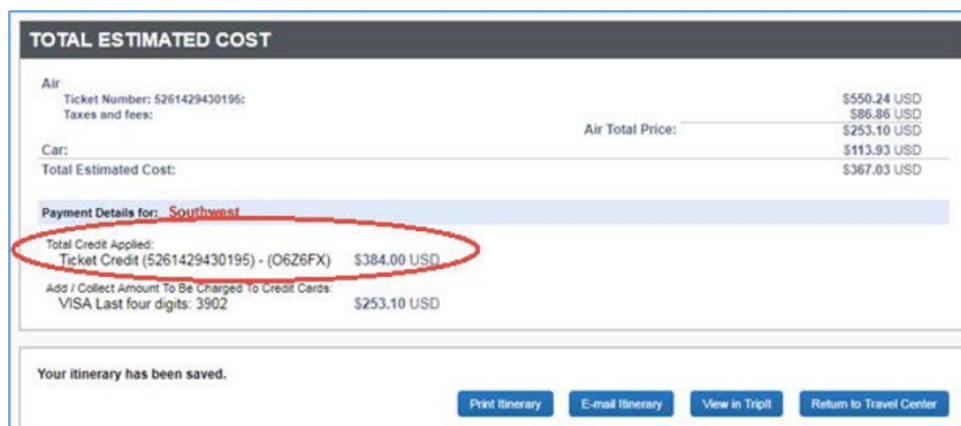 TOTAL ESTIMATED COST
Air
Ticket Number: 5261429430195: $550.24 USD
Taxes and fees: $86.86 USD
Air Total Price: $253.10 USD
Car: $113.93 USD
Total Estimated Cost: $367.03 USD
Payment Details for: Southwest
Total Credit Applied:
Ticket Credit (5261429430195) - (O6Z6FX) $384.00 USD
Add / Collect Amount To Be Charged To Credit Cards:
VISA Last four digits: 3902 $253.10 USD
Your itinerary has been saved.
Print Itinerary E-mail Itinerary View in TripIt Return to Travel Center